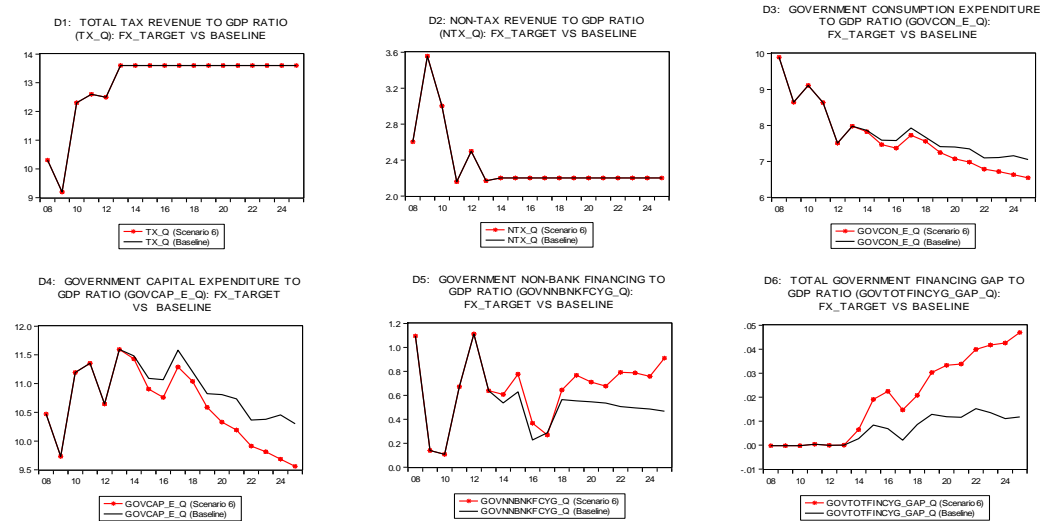 D1: TOTAL TAX REVENUE TO GDP RATIO
(TX_Q): FX_TARGET VS BASELINE
14
13
12
11
10
9
08 10 12 14 16 18 20 22 24
TX_Q (Scenario 6)
TX_Q (Baseline)
D2: NON-TAX REVENUE TO GDP RATIO
(NTX_Q): FX_TARGET VS BASELINE
3.6
3.2
2.8
2.4
2.0
08 10 12 14 16 18 20 22 24
NTX_Q (Scenario 6)
NTX_Q (Baseline)
D3: GOVERNMENT CONSUMPTION EXPENDITURE
TO GDP RATIO (GOVCON_E_Q):
FX_TARGET VS BASELINE
10
9
8
7
6
08 10 12 14 16 18 20 22 24
GOVCON_E_Q (Scenario 6)
GOVCON_E_Q (Baseline)
D4: GOVERNMENT CAPITAL EXPENDITURE TO
GDP RATIO (GOVCAP_E_Q): FX_TARGET
VS BASELINE
12.0
11.5
11.0
10.5
10.0
9.5
08 10 12 14 16 18 20 22 24
GOVCAP_E_Q (Scenario 6)
GOVCAP_E_Q (Baseline)
D5: GOVERNMENT NON-BANK FINANCING TO
GDP RATIO (GOVNNBNKFCYG_Q):
FX_TARGET VS BASELINE
1.2
1.0
0.8
0.6
0.4
0.2
0.0
08 10 12 14 16 18 20 22 24
GOVNNBNKFCYG_Q (Scenario 6)
GOVNNBNKFCYG_Q (Baseline)
D6: TOTAL GOVERNMENT FINANCING GAP TO
GDP RATIO (GOVTOTFINCYG_GAP_Q):
FX_TARGET VS BASELINE
.05
.04
.03
.02
.01
.00
-.01
08 10 12 14 16 18 20 22 24
GOVTOTFINCYG_GAP_Q (Scenario 6)
GOVTOTFINCYG_GAP_Q (Baseline)